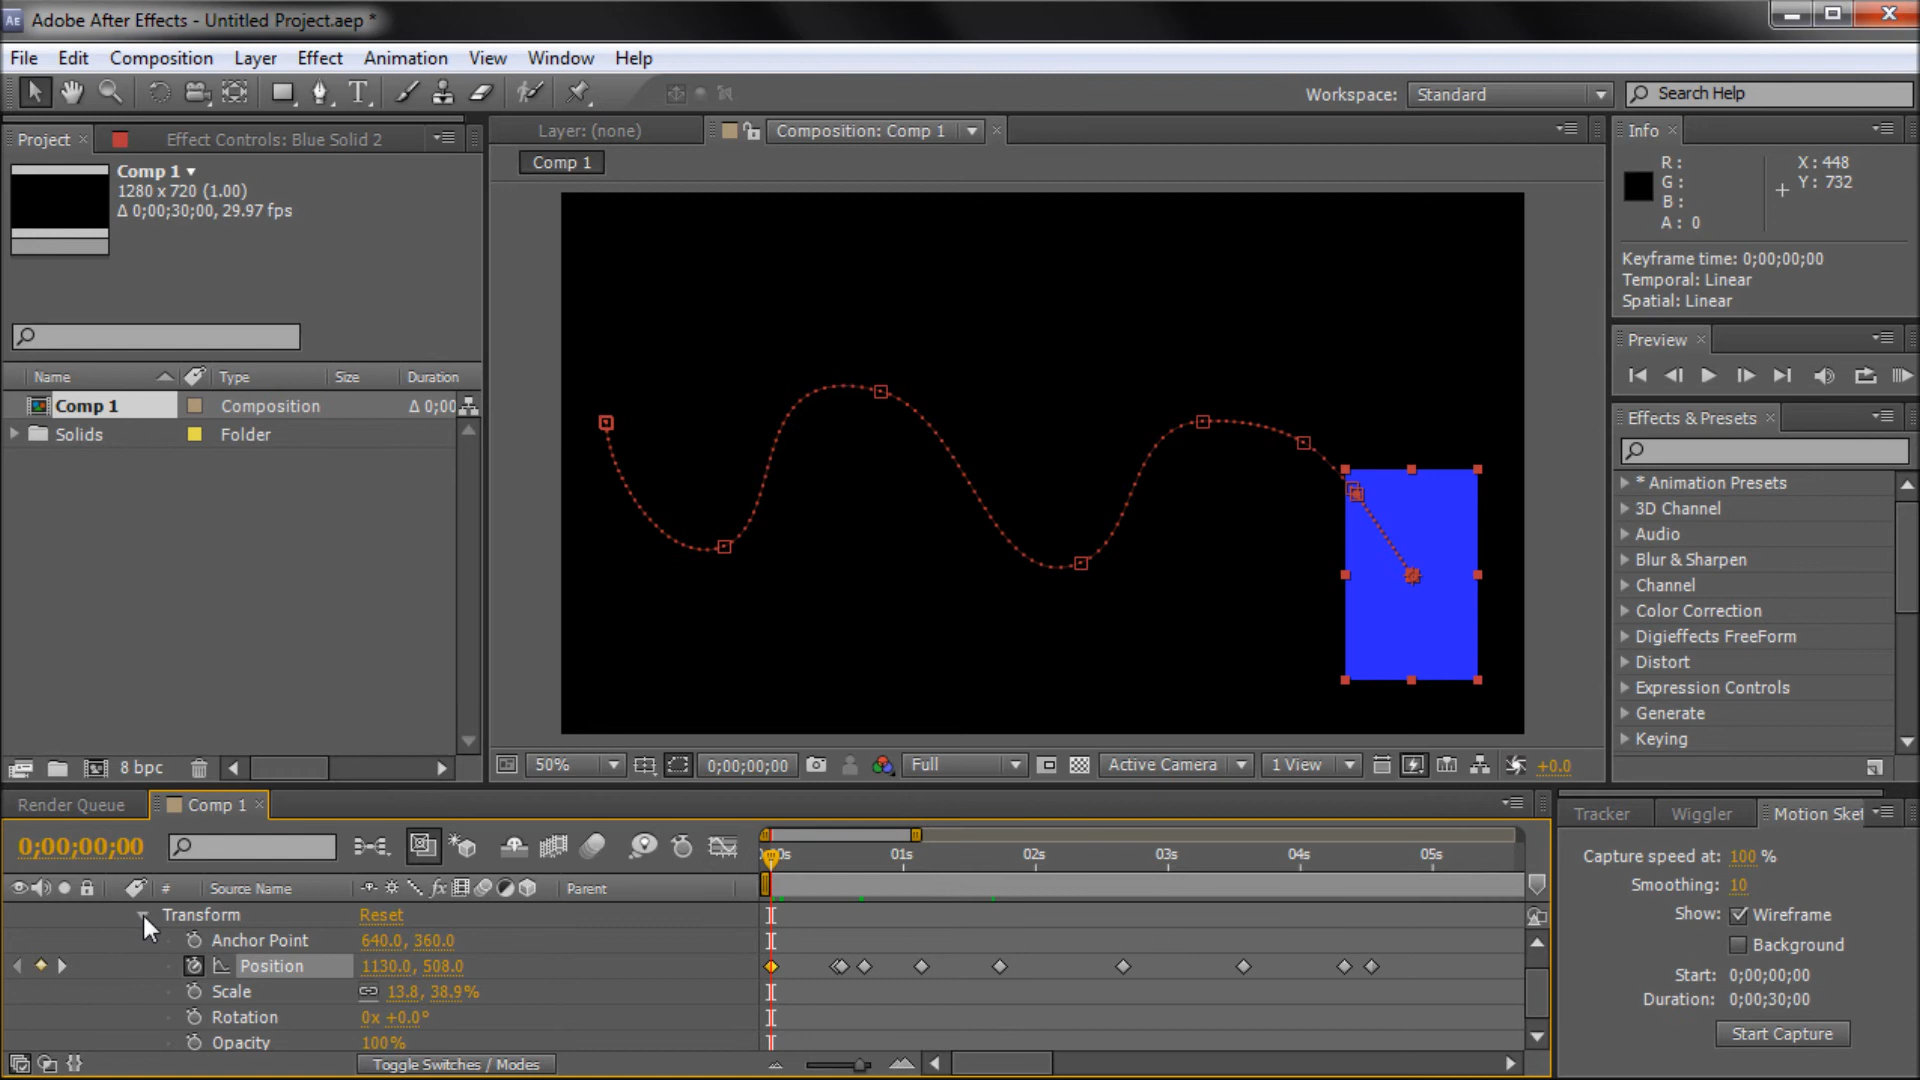 Adobe After Effects - Untitled Project.aep *
File Edit Composition Layer Effect Animation View Window Help
Workspace: Standard Search Help
Project Effect Controls: Blue Solid 2
Comp 1
1280 x 720 (1.00)
Δ 0;00;30;00, 29.97 fps
Name Type Size Duration
Comp 1 Composition Δ 0;00
Solids Folder
8 bpc
Layer: (none) Composition: Comp 1
Comp 1
50% 0;00;00;00 Full Active Camera 1 View +0.0
Info
R:
G:
B:
A: 0
X: 448
Y: 732
Keyframe time: 0;00;00;00
Temporal: Linear
Spatial: Linear
Preview
Effects & Presets
* Animation Presets
3D Channel
Audio
Blur & Sharpen
Channel
Color Correction
Digieffects FreeForm
Distort
Expression Controls
Generate
Keying
Render Queue Comp 1
0;00;00;00
# Source Name fx Parent
01s 02s 03s 04s 05s
Transform Reset
Anchor Point 640.0, 360.0
Position 1130.0, 508.0
Scale 13.8, 38.9%
Rotation 0x +0.0°
Opacity 100%
Toggle Switches / Modes
Tracker Wiggler Motion Sket
Capture speed at: 100 %
Smoothing: 10
Show: Wireframe
Background
Start: 0;00;00;00
Duration: 0;00;30;00
Start Capture